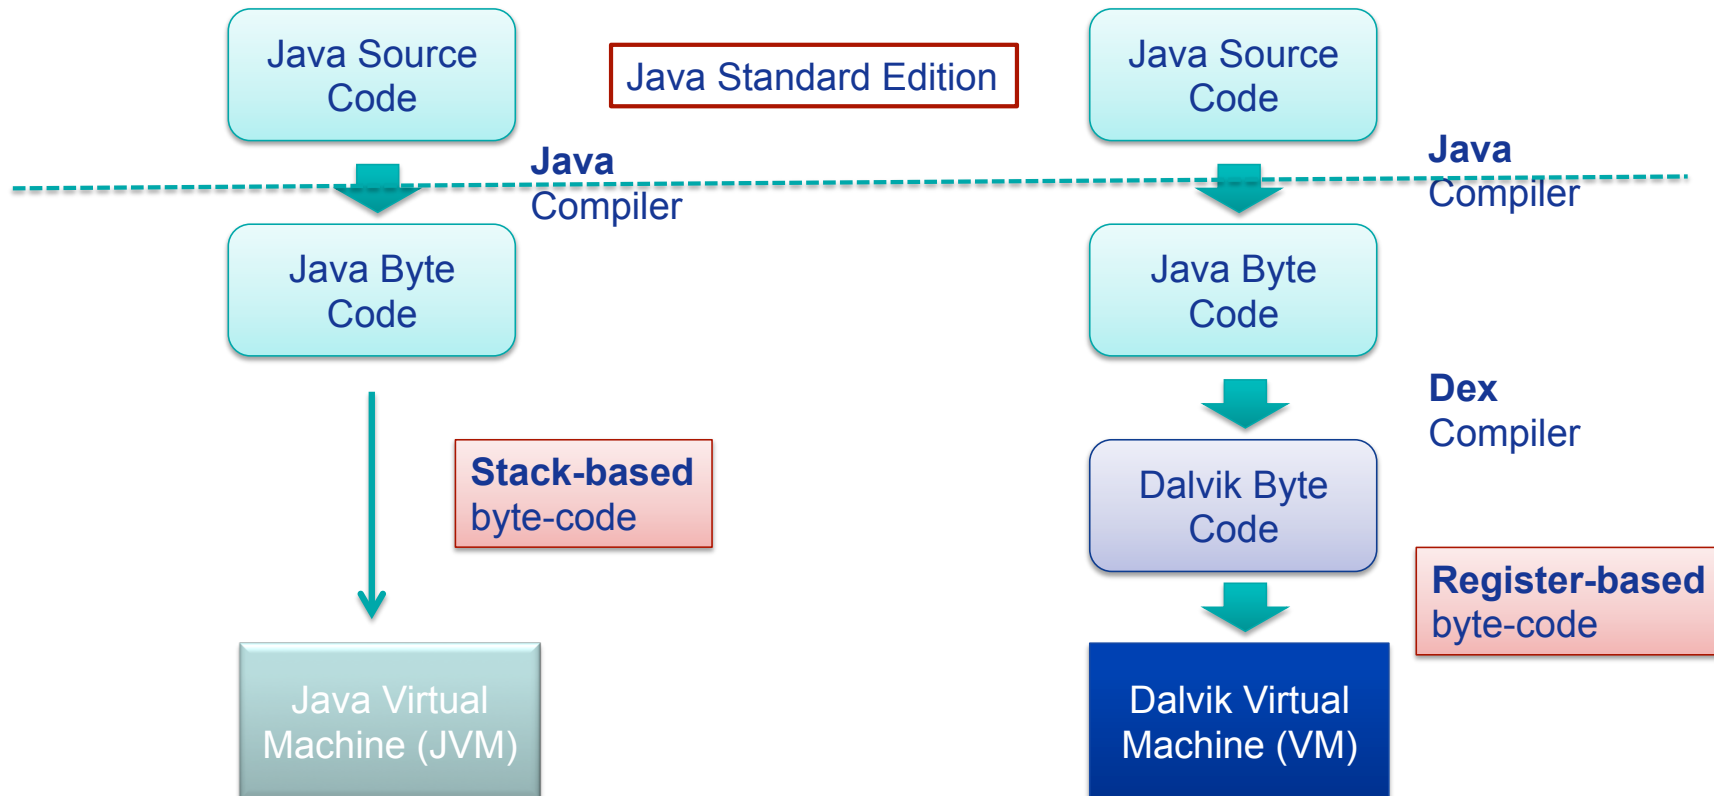 Java Source
Code
Java Standard Edition
Java Source
Code
Java
Compiler
Java
Compiler
Java Byte
Code
Java Byte
Code
Dex
Compiler
Stack-based
byte-code
Dalvik Byte
Code
Register-based
byte-code
Java Virtual
Machine (JVM)
Dalvik Virtual
Machine (VM)